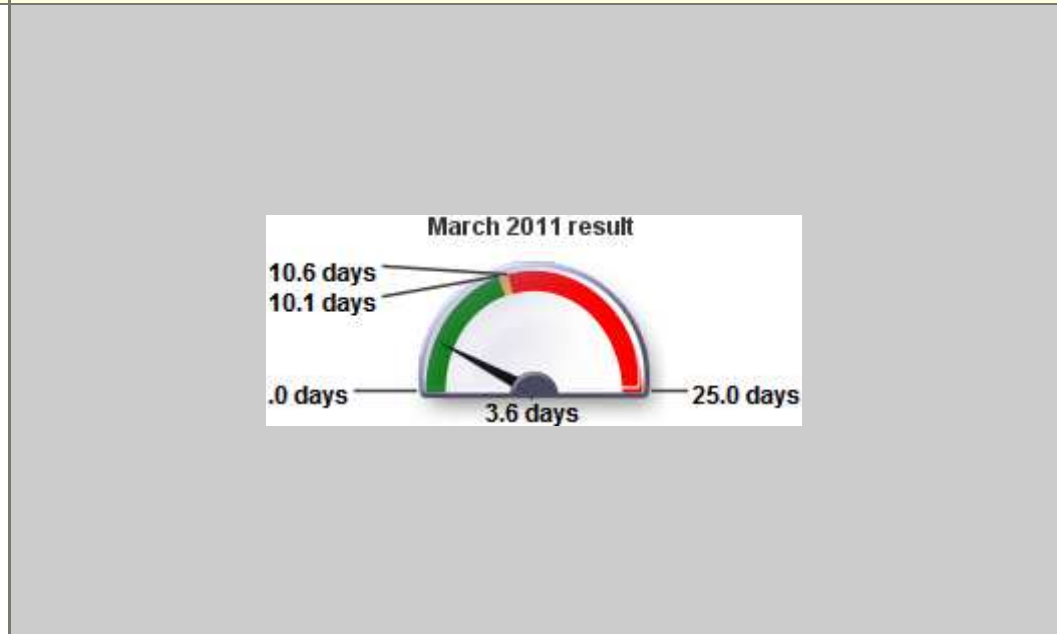 March 2011 result
10.6 days
10.1 days
.0 days
25.0 days
3.6 days